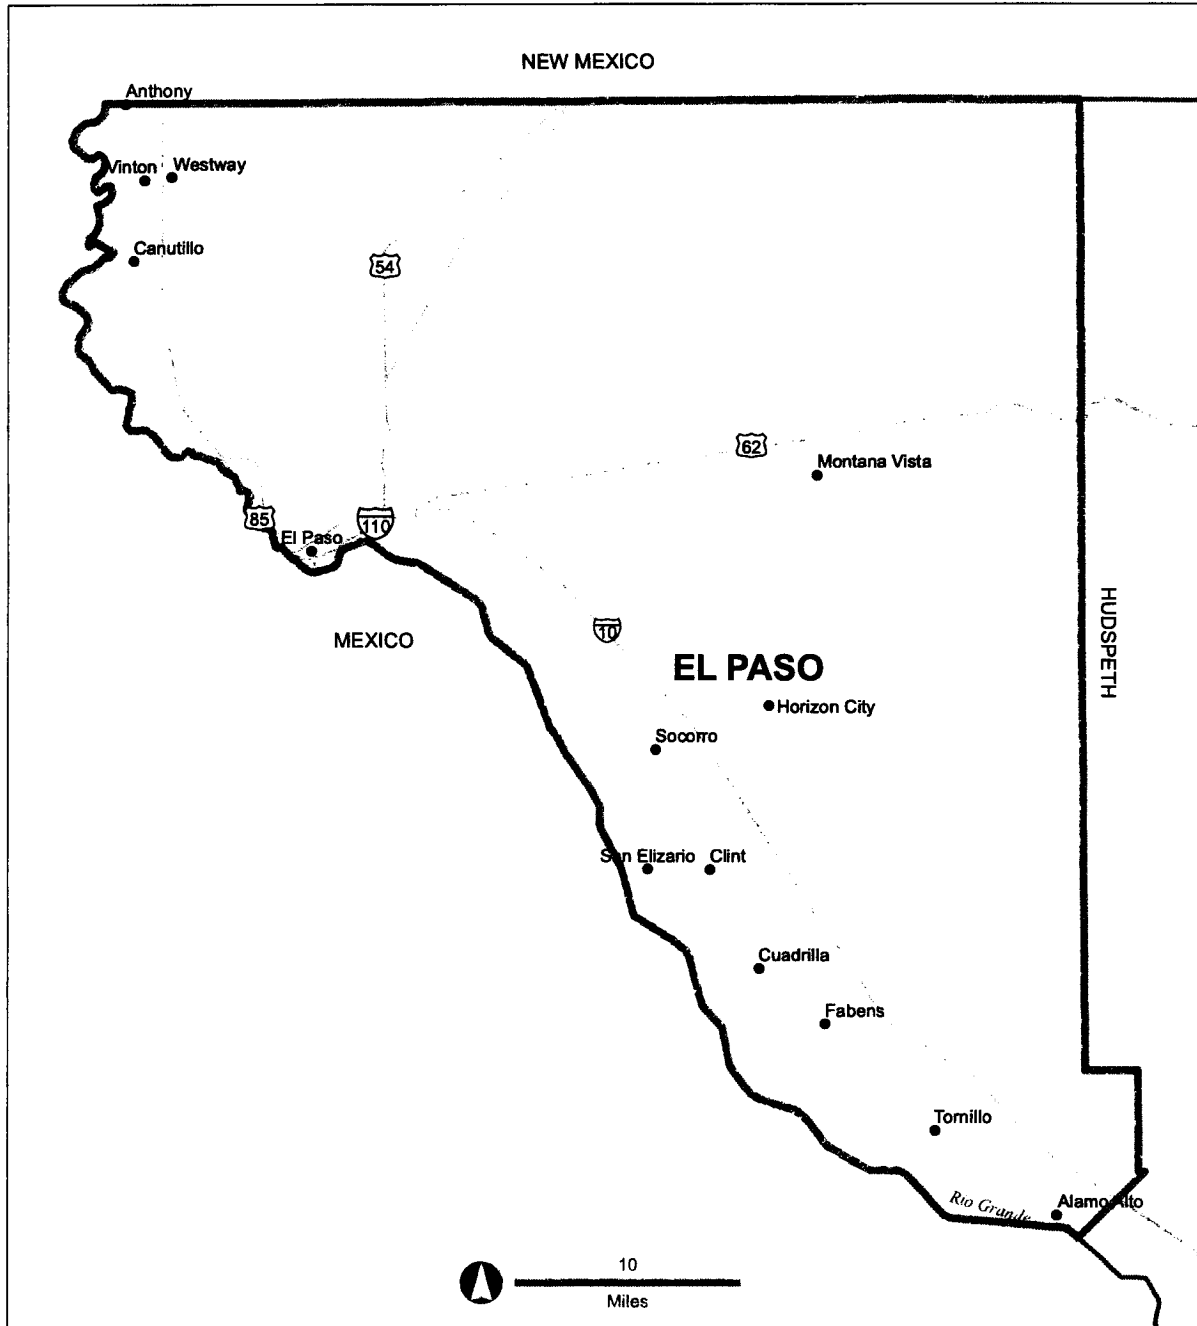 NEW MEXICO
Anthony
Vinton
Westway
Canutillo
54
62
Montana Vista
85
110
El Paso
MEXICO
10
HUDSPETH
EL PASO
Horizon City
Socorro
San Elizario
Clint
Cuadrilla
Fabens
Tornillo
Rio Grande
Alamo Alto
10
Miles